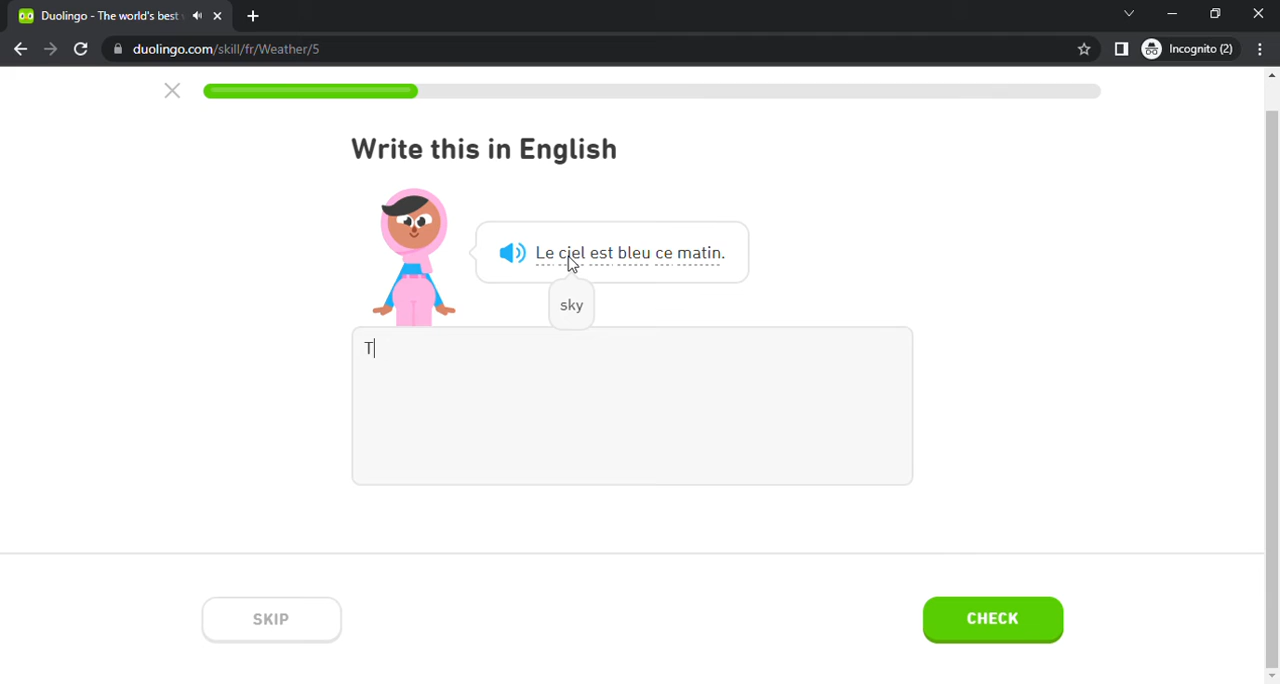 Duolingo - The world's best
duolingo.com/skill/fr/Weather/5
Incognito (2)
Write this in English
Le ciel est bleu ce matin.
sky
T
SKIP
CHECK